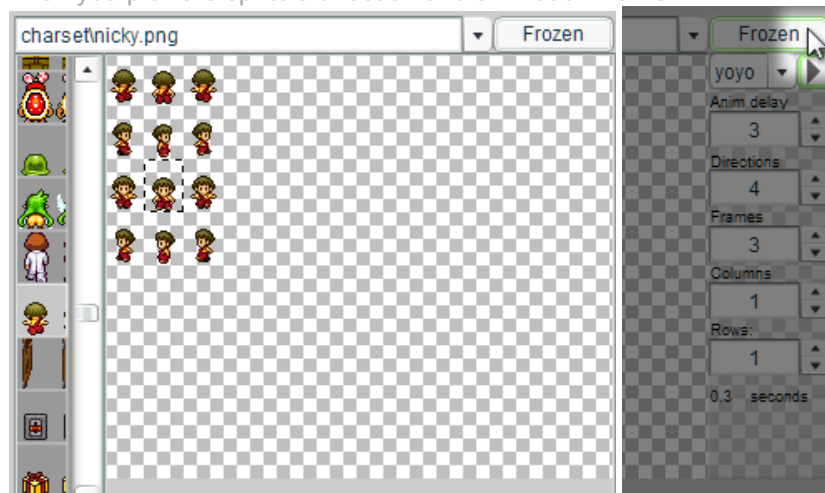 charset\nicky.png Frozen Frozen
yoyo
Anim delay
3
Directions
4
Frames
3
Columns
1
Rows:
1
0.3 seconds